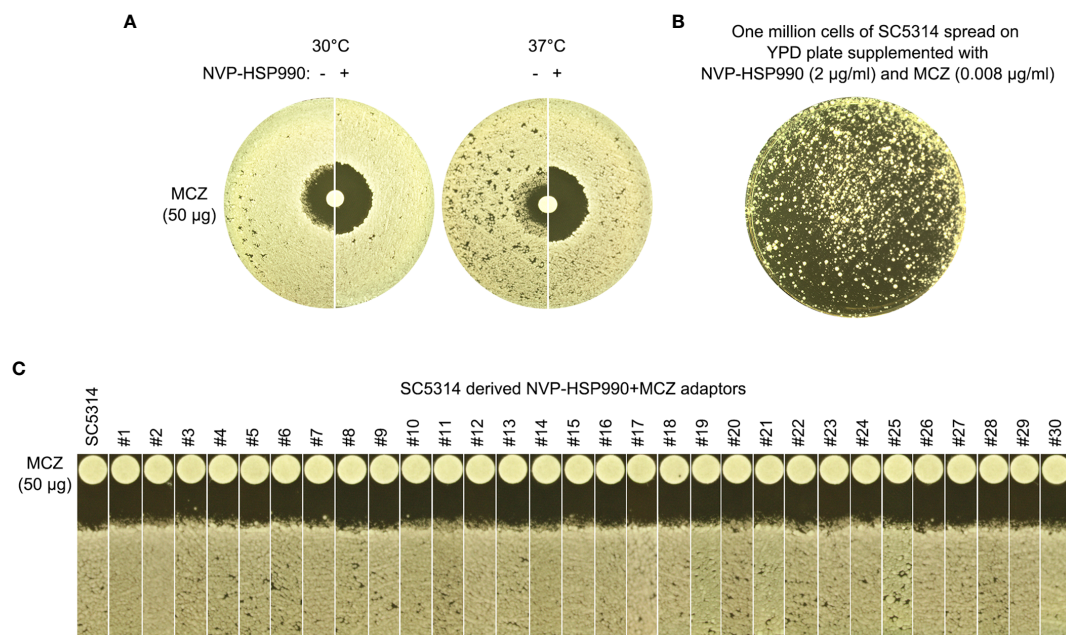 A
30°C
37°C
NVP-HSP990: - +
- +
MCZ
(50 µg)
B
One million cells of SC5314 spread on
YPD plate supplemented with
NVP-HSP990 (2 µg/ml) and MCZ (0.008 µg/ml)
C
SC5314 derived NVP-HSP990+MCZ adaptors
SC5314
#1
#2
#3
#4
#5
#6
#7
#8
#9
#10
#11
#12
#13
#14
#15
#16
#17
#18
#19
#20
#21
#22
#23
#24
#25
#26
#27
#28
#29
#30
MCZ
(50 µg)